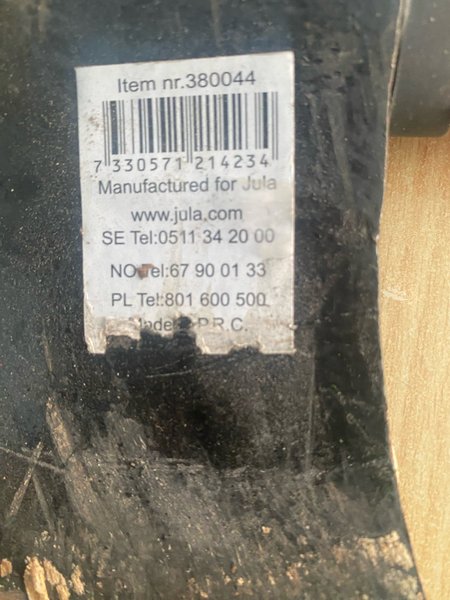 Item nr.380044
7 330571 214234
Manufactured for Jula
www.jula.com
SE Tel:0511 34 20 00
NO Tel:67 90 01 33
PL Tel:801 600 500
P.R.C.